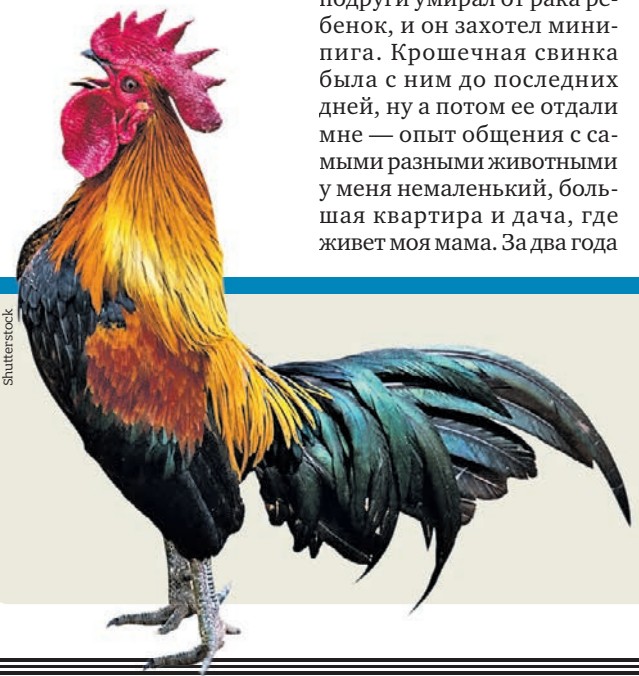 подруги умирал от рака ре-
бенок, и он захотел мини-
пига. Крошечная свинка
была с ним до последних
дней, ну а потом ее отдали
мне — опыт общения с са-
мыми разными животными
у меня немаленький, боль-
шая квартира и дача, где
живет моя мама. За два года
Shutterstock